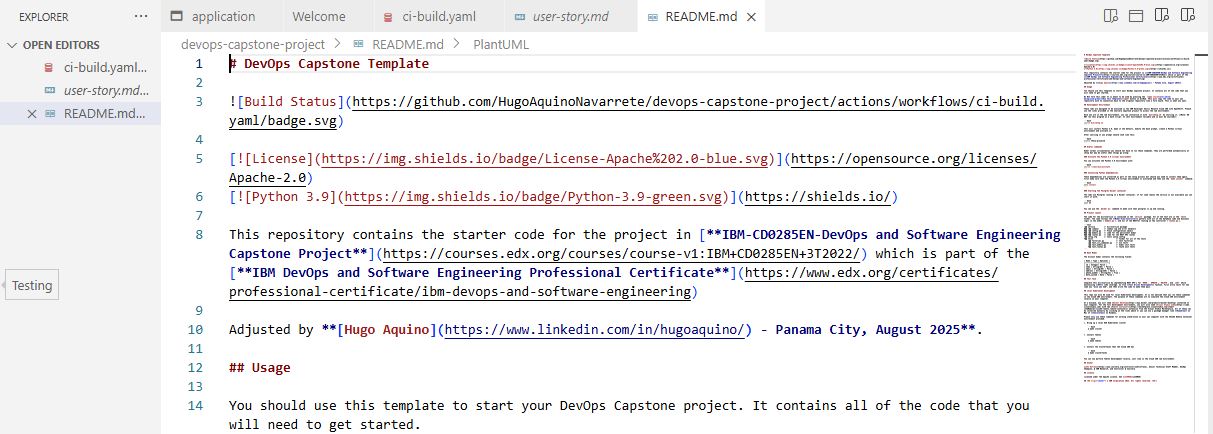 EXPLORER
OPEN EDITORS
ci-build.yaml...
user-story.md...
README.md...
Testing
application
Welcome
ci-build.yaml
user-story.md
README.md
devops-capstone-project > README.md > PlantUML
1 # DevOps Capstone Template
2
3 ![Build Status](https://github.com/HugoAquinoNavarrete/devops-capstone-project/actions/workflows/ci-build.
yaml/badge.svg)
4
5 [![License](https://img.shields.io/badge/License-Apache%202.0-blue.svg)](https://opensource.org/licenses/
Apache-2.0)
6 [![Python 3.9](https://img.shields.io/badge/Python-3.9-green.svg)](https://shields.io/)
7
8 This repository contains the starter code for the project in [**IBM-CD0285EN-DevOps and Software Engineering
Capstone Project**](https://courses.edx.org/courses/course-v1:IBM+CD0285EN+3T2022/) which is part of the
[**IBM DevOps and Software Engineering Professional Certificate**](https://www.edx.org/certificates/
professional-certificate/ibm-devops-and-software-engineering)
9
10 Adjusted by **[Hugo Aquino](https://www.linkedin.com/in/hugoaquino/) - Panama City, August 2025**.
11
12 ## Usage
13
14 You should use this template to start your DevOps Capstone project. It contains all of the code that you
will need to get started.